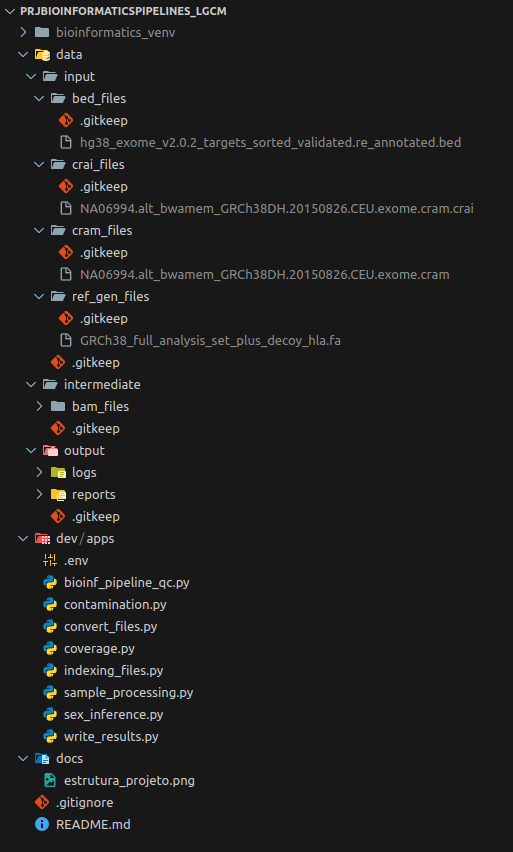 PRJBIOINFORMATICSPIPELINES_LGCM
bioinformatics_venv
data
input
bed_files
.gitkeep
hg38_exome_v2.0.2_targets_sorted_validated.re_annotated.bed
crai_files
.gitkeep
NA06994.alt_bwamem_GRCh38DH.20150826.CEU.exome.cram.crai
cram_files
.gitkeep
NA06994.alt_bwamem_GRCh38DH.20150826.CEU.exome.cram
ref_gen_files
.gitkeep
GRCh38_full_analysis_set_plus_decoy_hla.fa
.gitkeep
intermediate
bam_files
.gitkeep
output
logs
reports
.gitkeep
dev/apps
.env
bioinf_pipeline_qc.py
contamination.py
convert_files.py
coverage.py
indexing_files.py
sample_processing.py
sex_inference.py
write_results.py
docs
estrutura_projeto.png
.gitignore
README.md